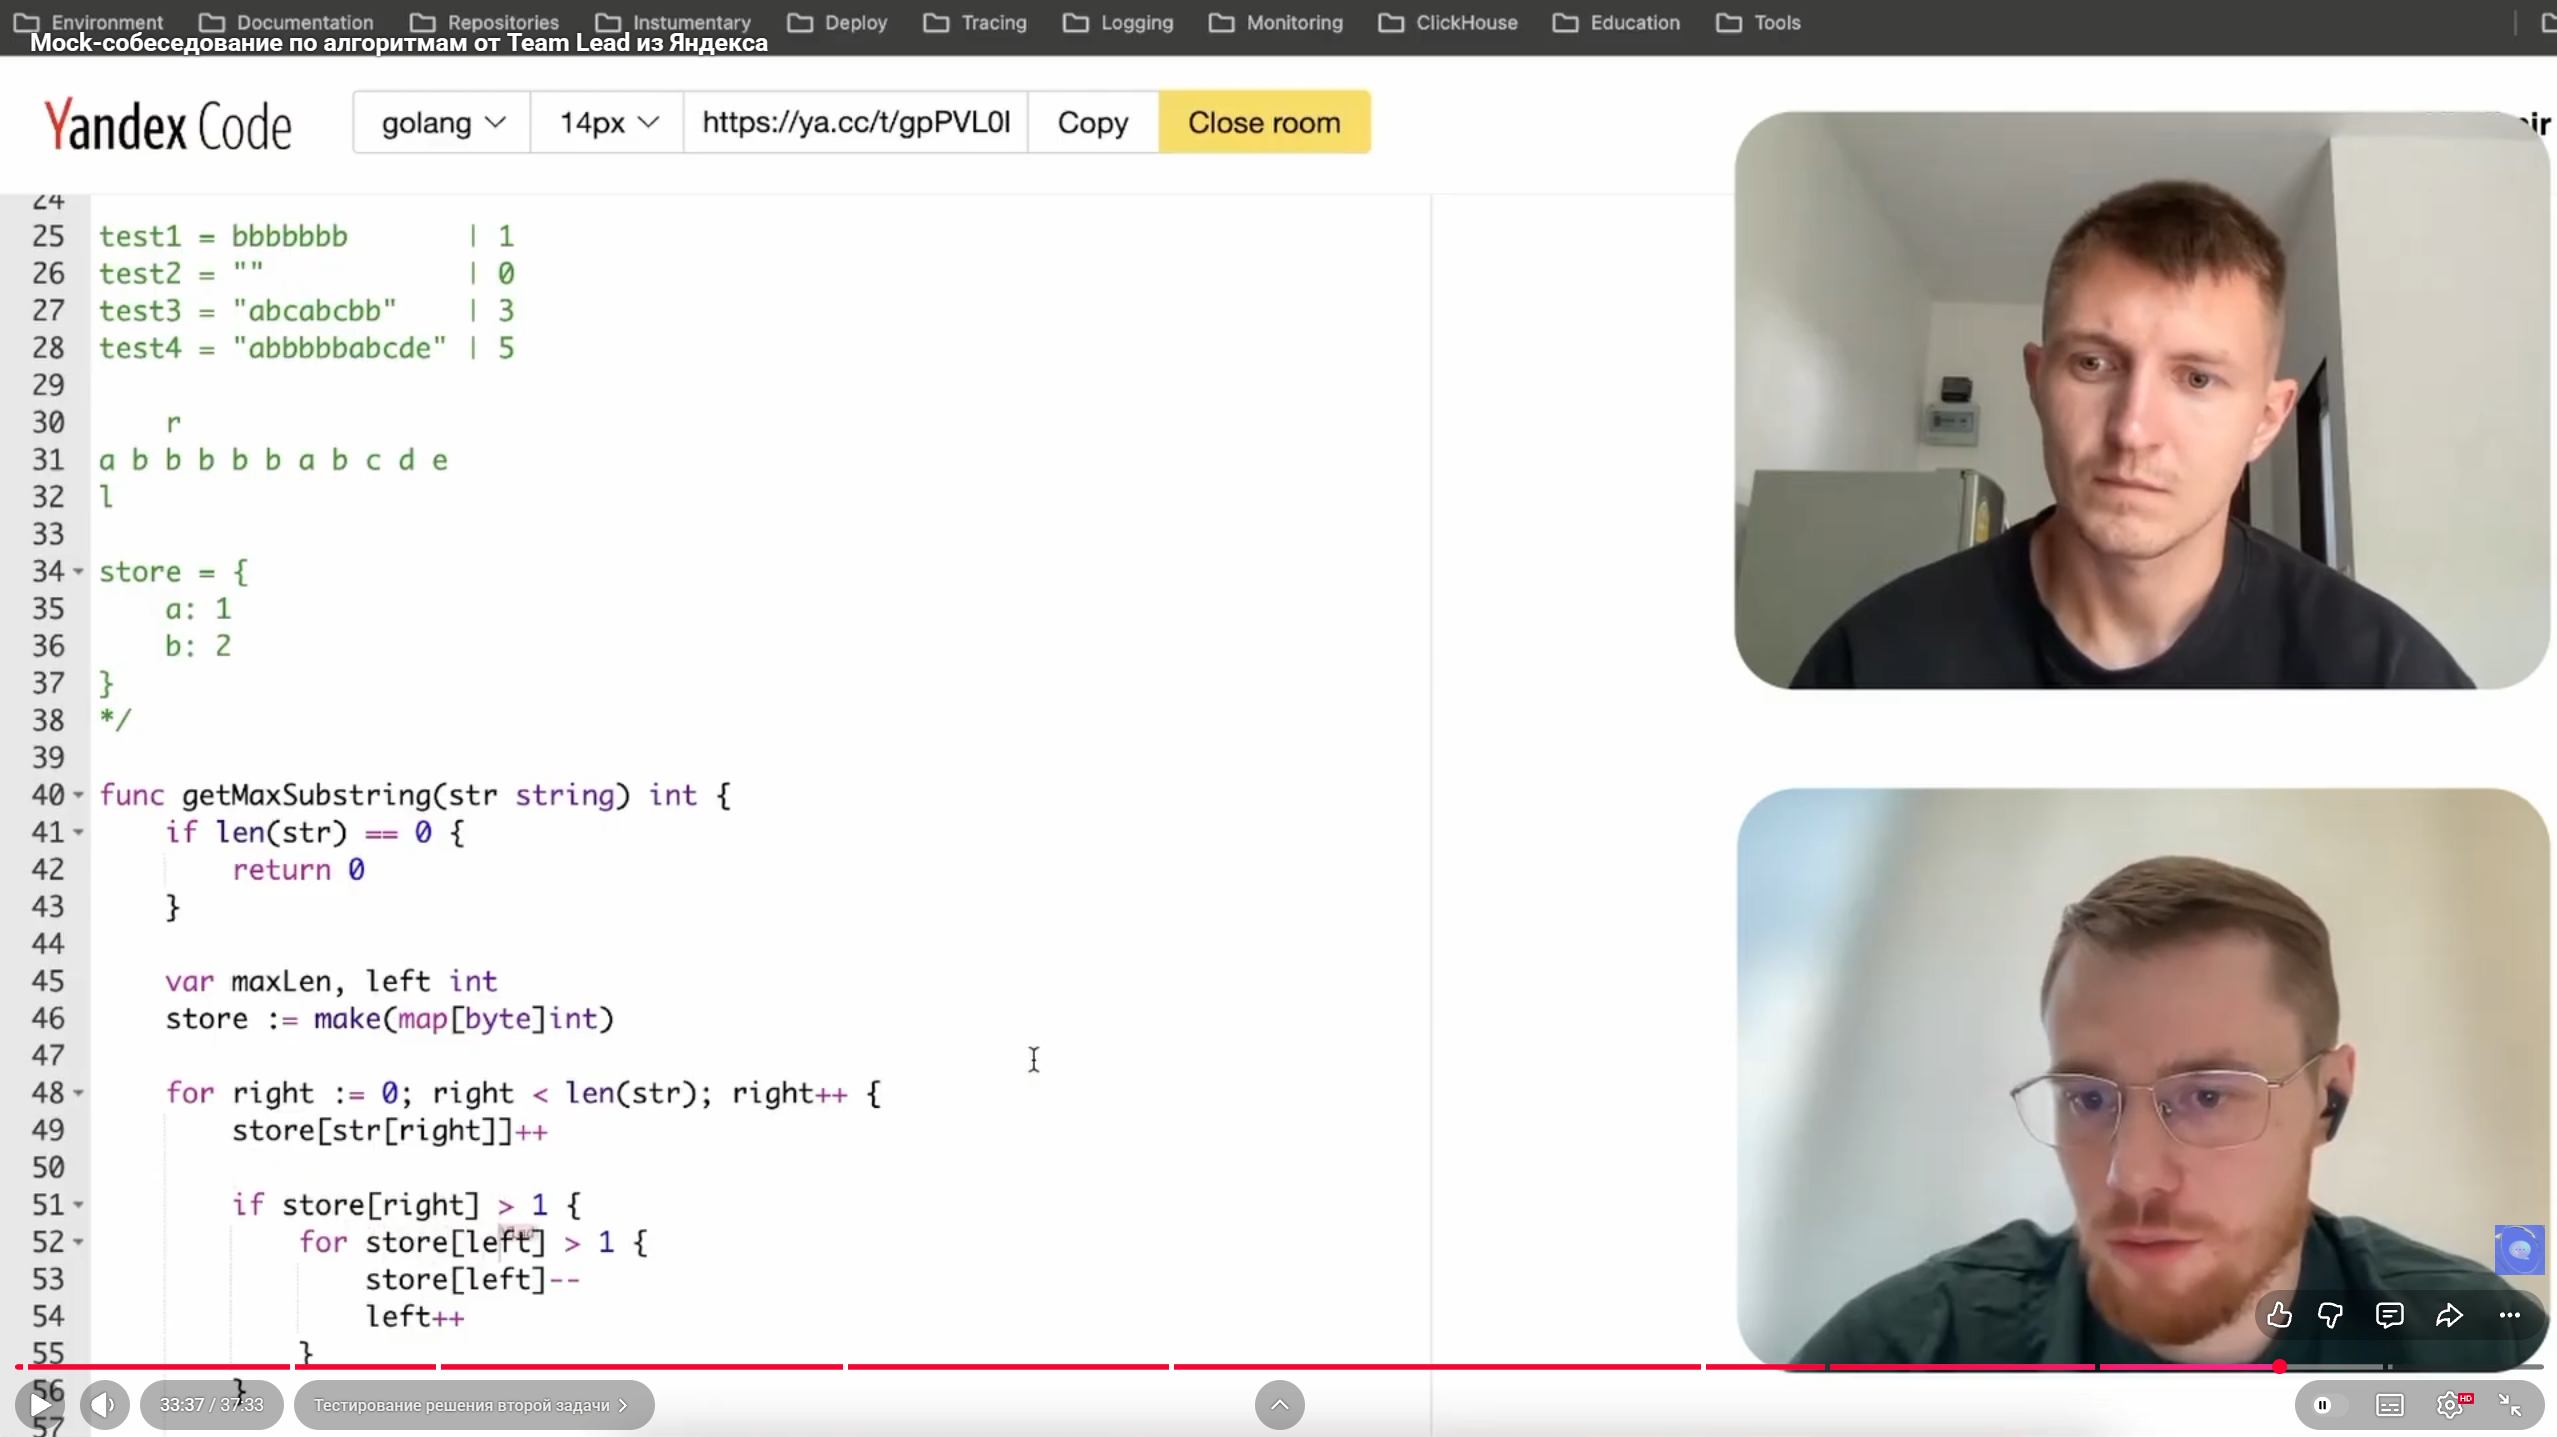 Environment Documentation Repositories Instumentary Deploy Tracing Logging Monitoring ClickHouse Education Tools
Mock-собеседование по алгоритмам от Team Lead из Яндекса
Yandex Code golang 14px https://ya.cc/t/gpPVL0I Copy Close room
24
25 test1 = bbbbbbb | 1
26 test2 = "" | 0
27 test3 = "abcabcbb" | 3
28 test4 = "abbbbbabcde" | 5
29
30 r
31 a b b b b b a b c d e
32 l
33
34 store = {
35 a: 1
36 b: 2
37 }
38 */
39
40 func getMaxSubstring(str string) int {
41 if len(str) == 0 {
42 return 0
43 }
44
45 var maxLen, left int
46 store := make(map[byte]int)
47
48 for right := 0; right < len(str); right++ {
49 store[str[right]]++
50
51 if store[right] > 1 {
52 for store[left] > 1 {
53 store[left]--
54 left++
55 }
56 }
57
33:37 / 37:33 Тестирование решения второй задачи HD